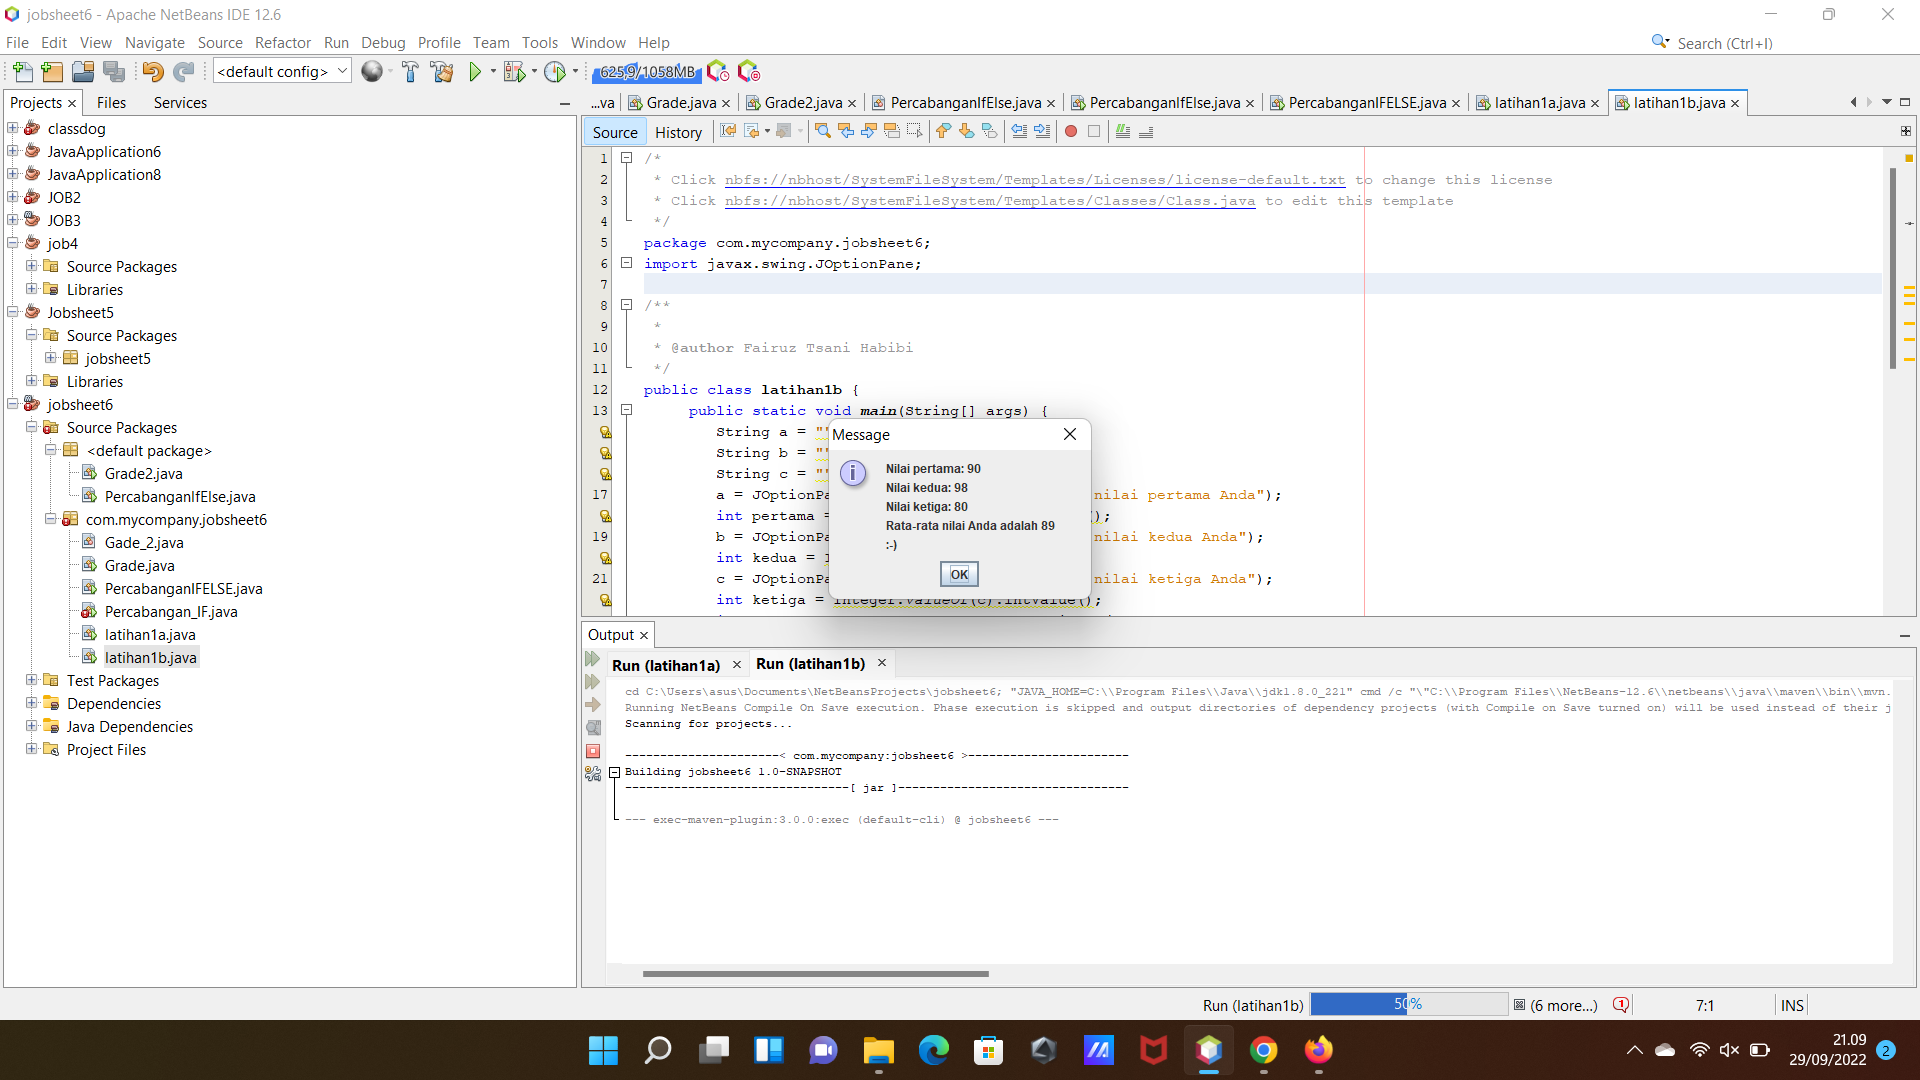 jobsheet6 - Apache NetBeans IDE 12.6
File Edit View Navigate Source Refactor Run Debug Profile Team Tools Window Help
Search (Ctrl+I)
<default config>
625,9/1058MB
Projects Files Services
...va Grade.java Grade2.java PercabanganIfElse.java PercabanganIfElse.java PercabanganIFELSE.java latihan1a.java latihan1b.java
Source History
classdog
JavaApplication6
JavaApplication8
JOB2
JOB3
job4
Source Packages
Libraries
Jobsheet5
Source Packages
jobsheet5
Libraries
jobsheet6
Source Packages
<default package>
Grade2.java
PercabanganIfElse.java
com.mycompany.jobsheet6
Gade_2.java
Grade.java
PercabanganIFELSE.java
Percabangan_IF.java
latihan1a.java
latihan1b.java
Test Packages
Dependencies
Java Dependencies
Project Files
1 /*
2 * Click nbfs://nbhost/SystemFileSystem/Templates/Licenses/license-default.txt to change this license
3 * Click nbfs://nbhost/SystemFileSystem/Templates/Classes/Class.java to edit this template
4 */
5 package com.mycompany.jobsheet6;
6 import javax.swing.JOptionPane;
7
8 /**
9 *
10 * @author Fairuz Tsani Habibi
11 */
12 public class latihan1b {
13 public static void main(String[] args) {
String a = ""
String b = ""
String c = ""
17 a = JOptionPa nilai pertama Anda");
int pertama = );
19 b = JOptionPa nilai kedua Anda");
int kedua =
21 c = JOptionPa nilai ketiga Anda");
int ketiga = Integer.valueOf(c).intValue();
Message
Nilai pertama: 90
Nilai kedua: 98
Nilai ketiga: 80
Rata-rata nilai Anda adalah 89
:-)
OK
Output
Run (latihan1a) Run (latihan1b)
cd C:\Users\asus\Documents\NetBeansProjects\jobsheet6; "JAVA_HOME=C:\\Program Files\\Java\\jdk1.8.0_221" cmd /c "\"C:\\Program Files\\NetBeans-12.6\\netbeans\\java\\maven\\bin\\mvn.
Running NetBeans Compile On Save execution. Phase execution is skipped and output directories of dependency projects (with Compile on Save turned on) will be used instead of their j
Scanning for projects...
----------------------< com.mycompany:jobsheet6 >-----------------------
Building jobsheet6 1.0-SNAPSHOT
--------------------------------[ jar ]---------------------------------
--- exec-maven-plugin:3.0.0:exec (default-cli) @ jobsheet6 ---
Run (latihan1b) 50% (6 more...) 1 7:1 INS
21.09
29/09/2022
2